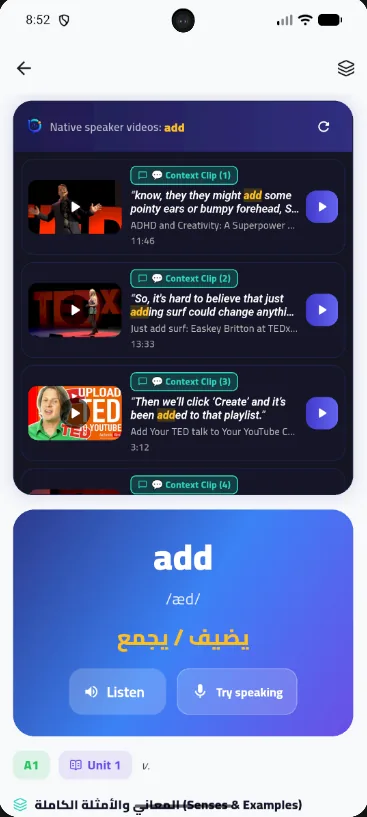 8:52
Native speaker videos: add
💬 Context Clip (1)
"know, they they might add some
pointy ears or bumpy forehead, S...
ADHD and Creativity: A Superpower ...
11:46
💬 Context Clip (2)
"So, it's hard to believe that just
adding surf could change anythi...
Just add surf: Easkey Britton at TEDx...
13:33
UPLOAD
TED
TO YOUTUBE
💬 Context Clip (3)
"Then we'll click 'Create' and it's
been added to that playlist."
Add Your TED talk to Your YouTube C...
3:12
💬 Context Clip (4)
add
/æd/
يضيف / يجمع
Listen
Try speaking
A1
Unit 1
v.
المعاني والأمثلة الكاملة (Senses & Examples)